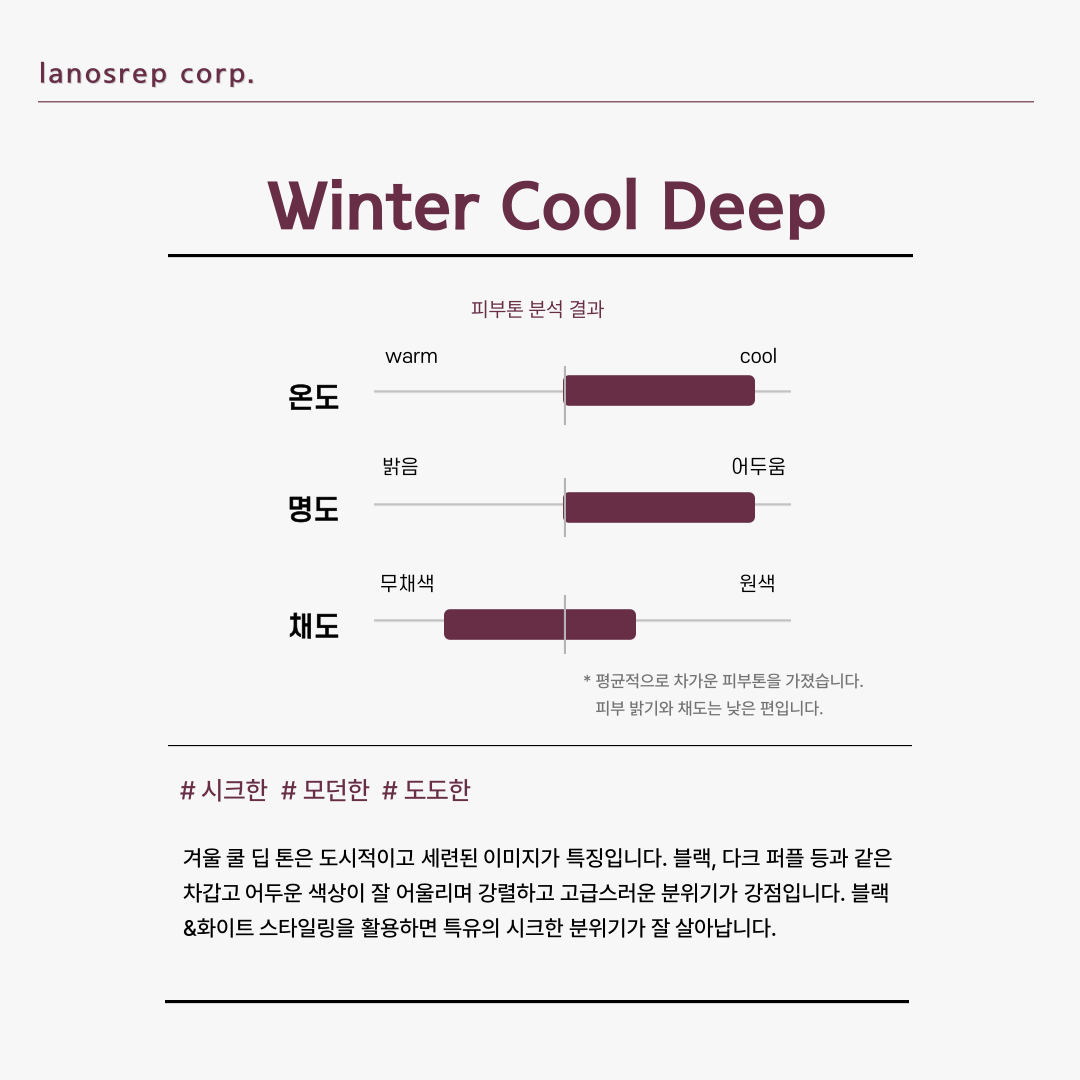 lanosrep corp.
Winter Cool Deep
피부톤 분석 결과
warm cool
온도
밝음 어두움
명도
무채색 원색
채도
* 평균적으로 차가운 피부톤을 가졌습니다.
피부 밝기와 채도는 낮은 편입니다.
# 시크한 # 모던한 # 도도한
겨울 쿨 딥 톤은 도시적이고 세련된 이미지가 특징입니다. 블랙, 다크 퍼플 등과 같은
차갑고 어두운 색상이 잘 어울리며 강렬하고 고급스러운 분위기가 강점입니다. 블랙
&화이트 스타일링을 활용하면 특유의 시크한 분위기가 잘 살아납니다.